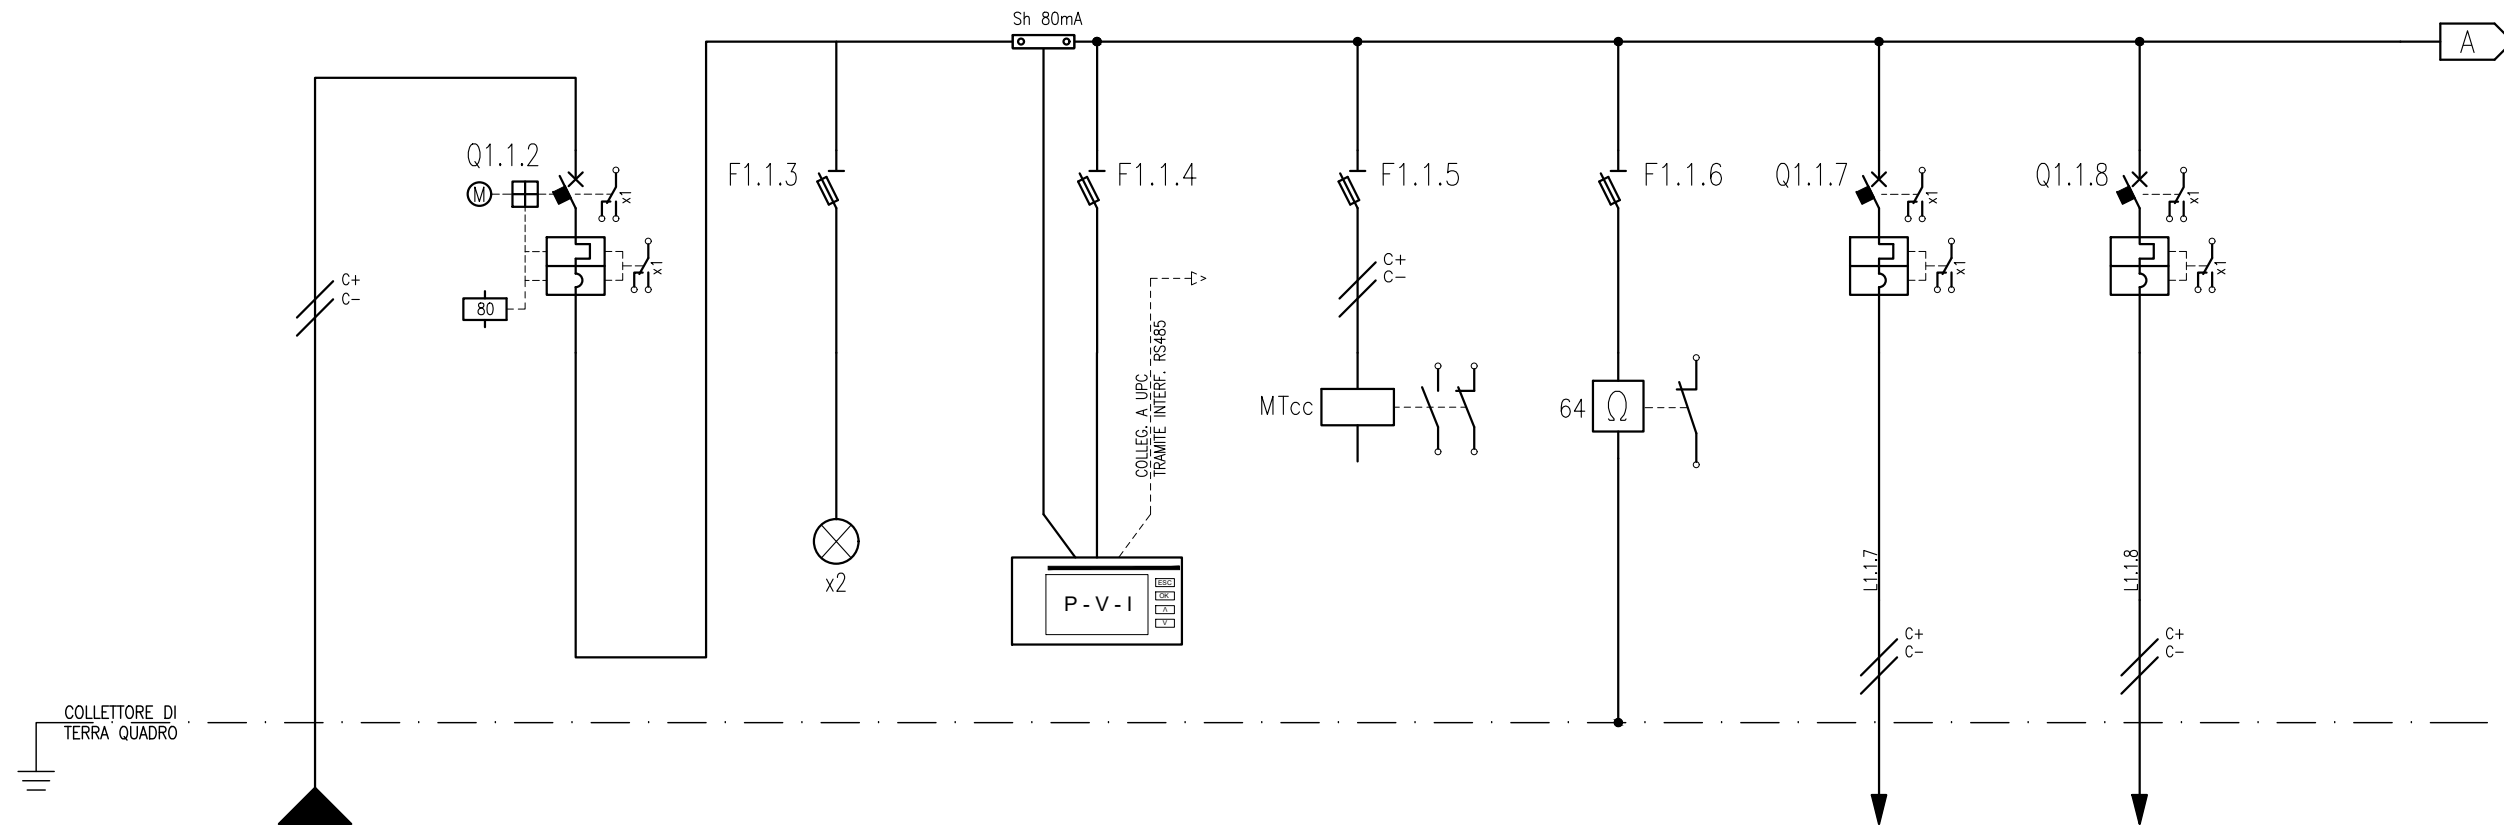 Sh 80mA
A
Q1.1.2
M
x1
x1
80
C+
C-
F1.1.3
x2
F1.1.4
COLLEG. A UPC
TRAMITE INTERF. RS485
P-V-I
ESC
OK
Λ
V
F1.1.5
C+
C-
MTcc
F1.1.6
64
Ω
Q1.1.7
x1
x1
L1.1.7
C+
C-
Q1.1.8
x1
x1
L1.1.8
C+
C-
COLLETTORE DI
TERRA QUADRO